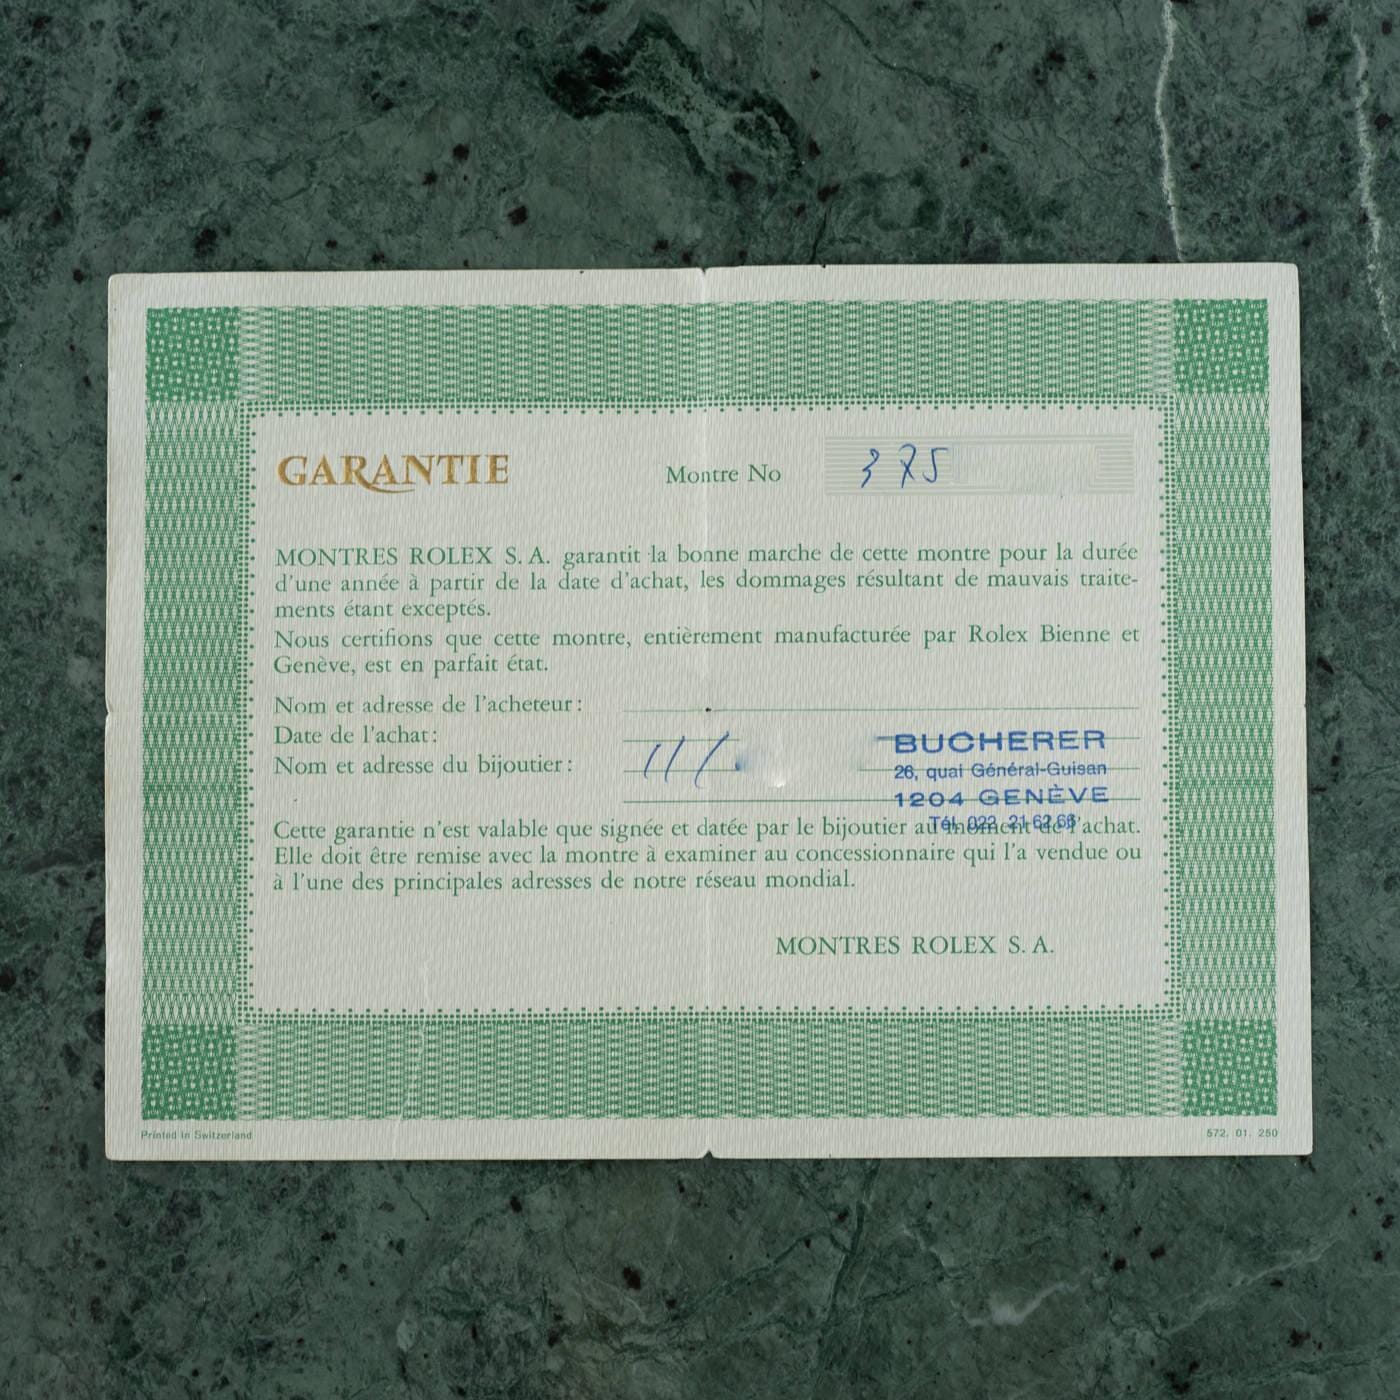 GARANTIE
Montre No 375
MONTRES ROLEX S. A. garantit la bonne marche de cette montre pour la durée
d'une année à partir de la date d'achat, les dommages résultant de mauvais traite-
ments étant exceptés.
Nous certifions que cette montre, entièrement manufacturée par Rolex Bienne et
Genève, est en parfait état.
Nom et adresse de l'acheteur:
Date de l'achat:
Nom et adresse du bijoutier:
BUCHERER
26, quai Général-Guisan
1204 GENÈVE
Tél. 022 21 62 66
Cette garantie n'est valable que signée et datée par le bijoutier au moment de l'achat.
Elle doit être remise avec la montre à examiner au concessionnaire qui l'a vendue ou
à l'une des principales adresses de notre réseau mondial.
MONTRES ROLEX S. A.
Printed in Switzerland
572. 01. 250